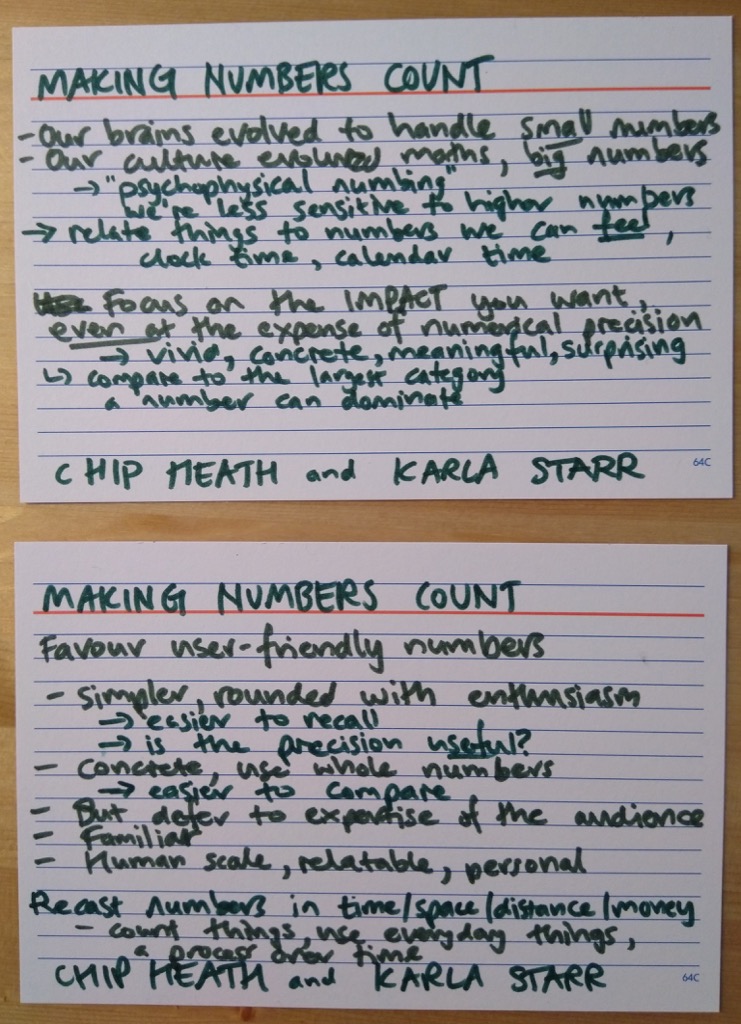 MAKING NUMBERS COUNT
- Our brains evolved to handle small numbers
- Our culture evolved maths, big numbers
→ "psychophysical numbing"
we're less sensitive to higher numbers
→ relate things to numbers we can feel,
clock time, calendar time
Focus on the IMPACT you want,
even at the expense of numerical precision
→ vivid, concrete, meaningful, surprising
↳ compare to the largest category
a number can dominate
CHIP HEATH and KARLA STARR
64C
MAKING NUMBERS COUNT
Favour user-friendly numbers
- Simpler, rounded with enthusiasm
→ easier to recall
→ is the precision useful?
- Concrete, use whole numbers
→ easier to compare
- But defer to expertise of the audience
- Familiar
- Human scale, relatable, personal
Recast numbers in time/space/distance/money
- count things, use everyday things,
a process over time
CHIP HEATH and KARLA STARR
64C